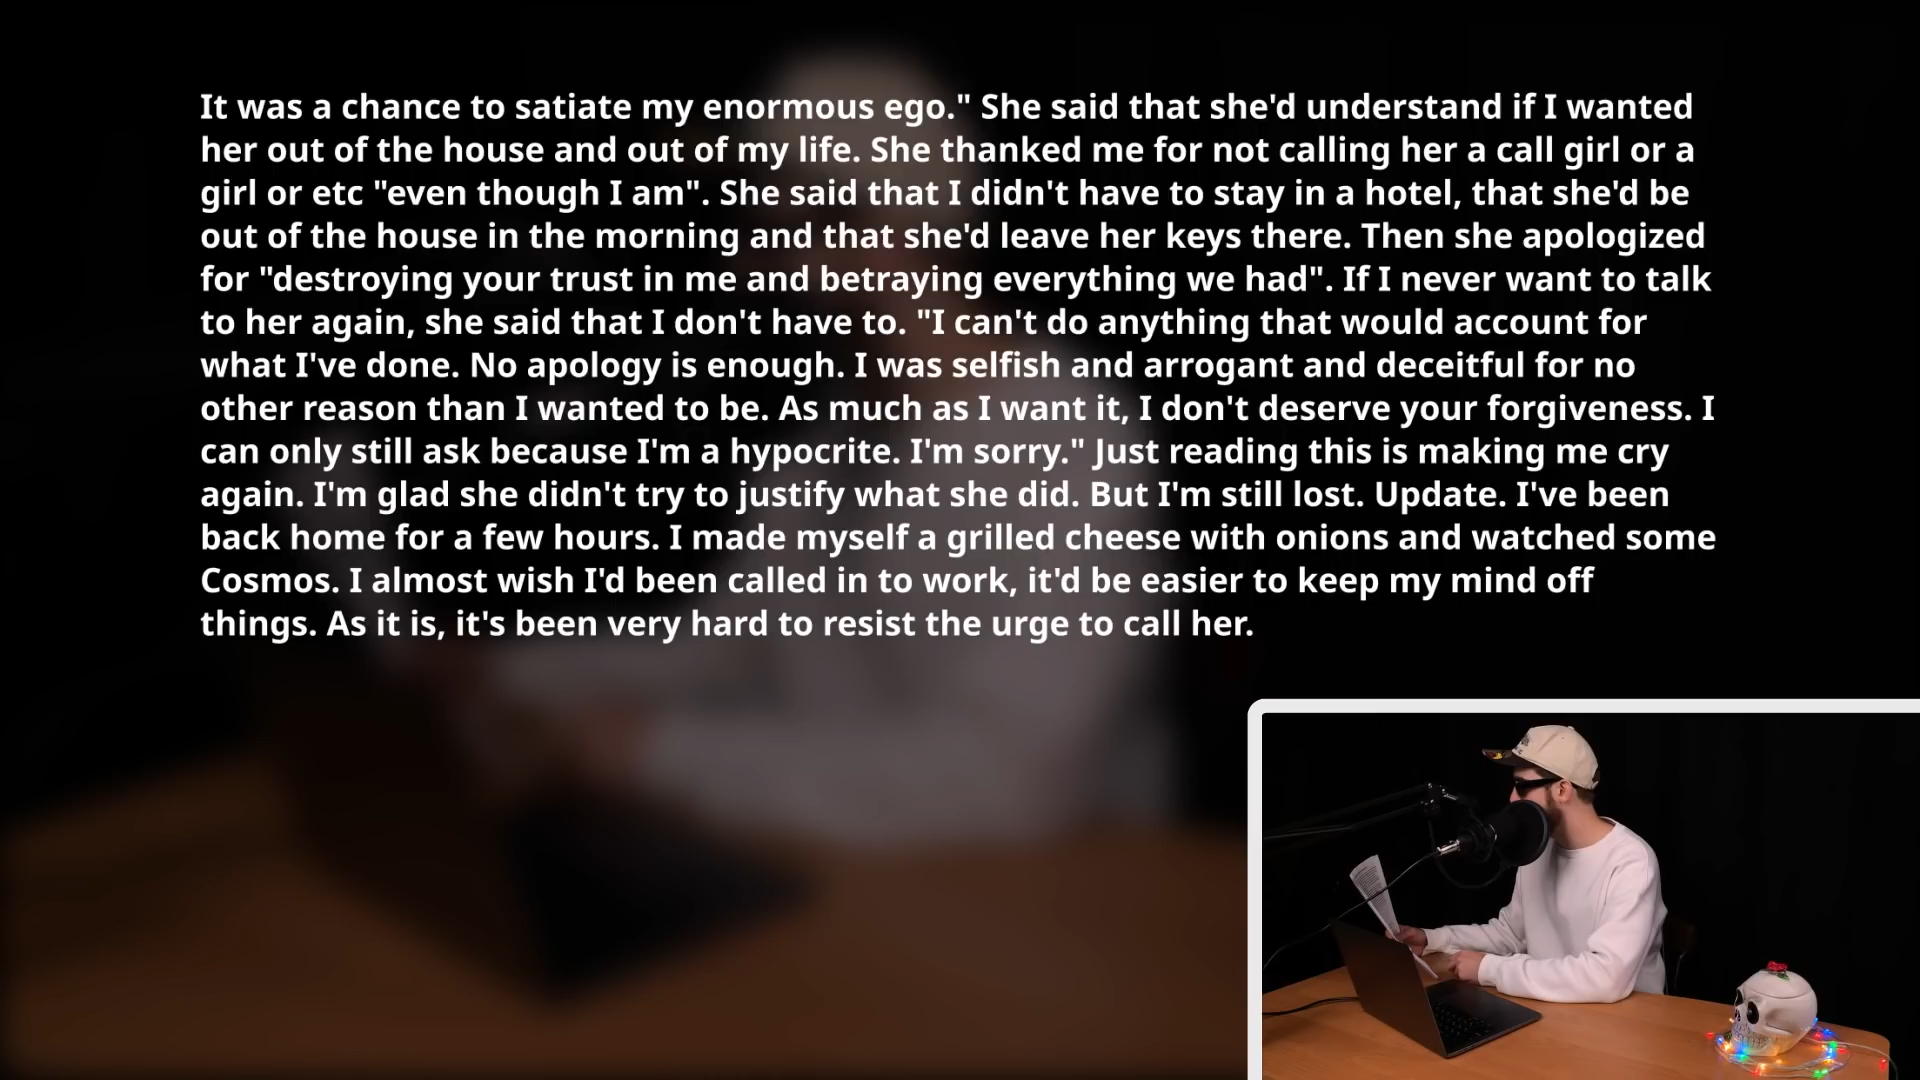 It was a chance to satiate my enormous ego." She said that she'd understand if I wanted
her out of the house and out of my life. She thanked me for not calling her a call girl or a
girl or etc "even though I am". She said that I didn't have to stay in a hotel, that she'd be
out of the house in the morning and that she'd leave her keys there. Then she apologized
for "destroying your trust in me and betraying everything we had". If I never want to talk
to her again, she said that I don't have to. "I can't do anything that would account for
what I've done. No apology is enough. I was selfish and arrogant and deceitful for no
other reason than I wanted to be. As much as I want it, I don't deserve your forgiveness. I
can only still ask because I'm a hypocrite. I'm sorry." Just reading this is making me cry
again. I'm glad she didn't try to justify what she did. But I'm still lost. Update. I've been
back home for a few hours. I made myself a grilled cheese with onions and watched some
Cosmos. I almost wish I'd been called in to work, it'd be easier to keep my mind off
things. As it is, it's been very hard to resist the urge to call her.